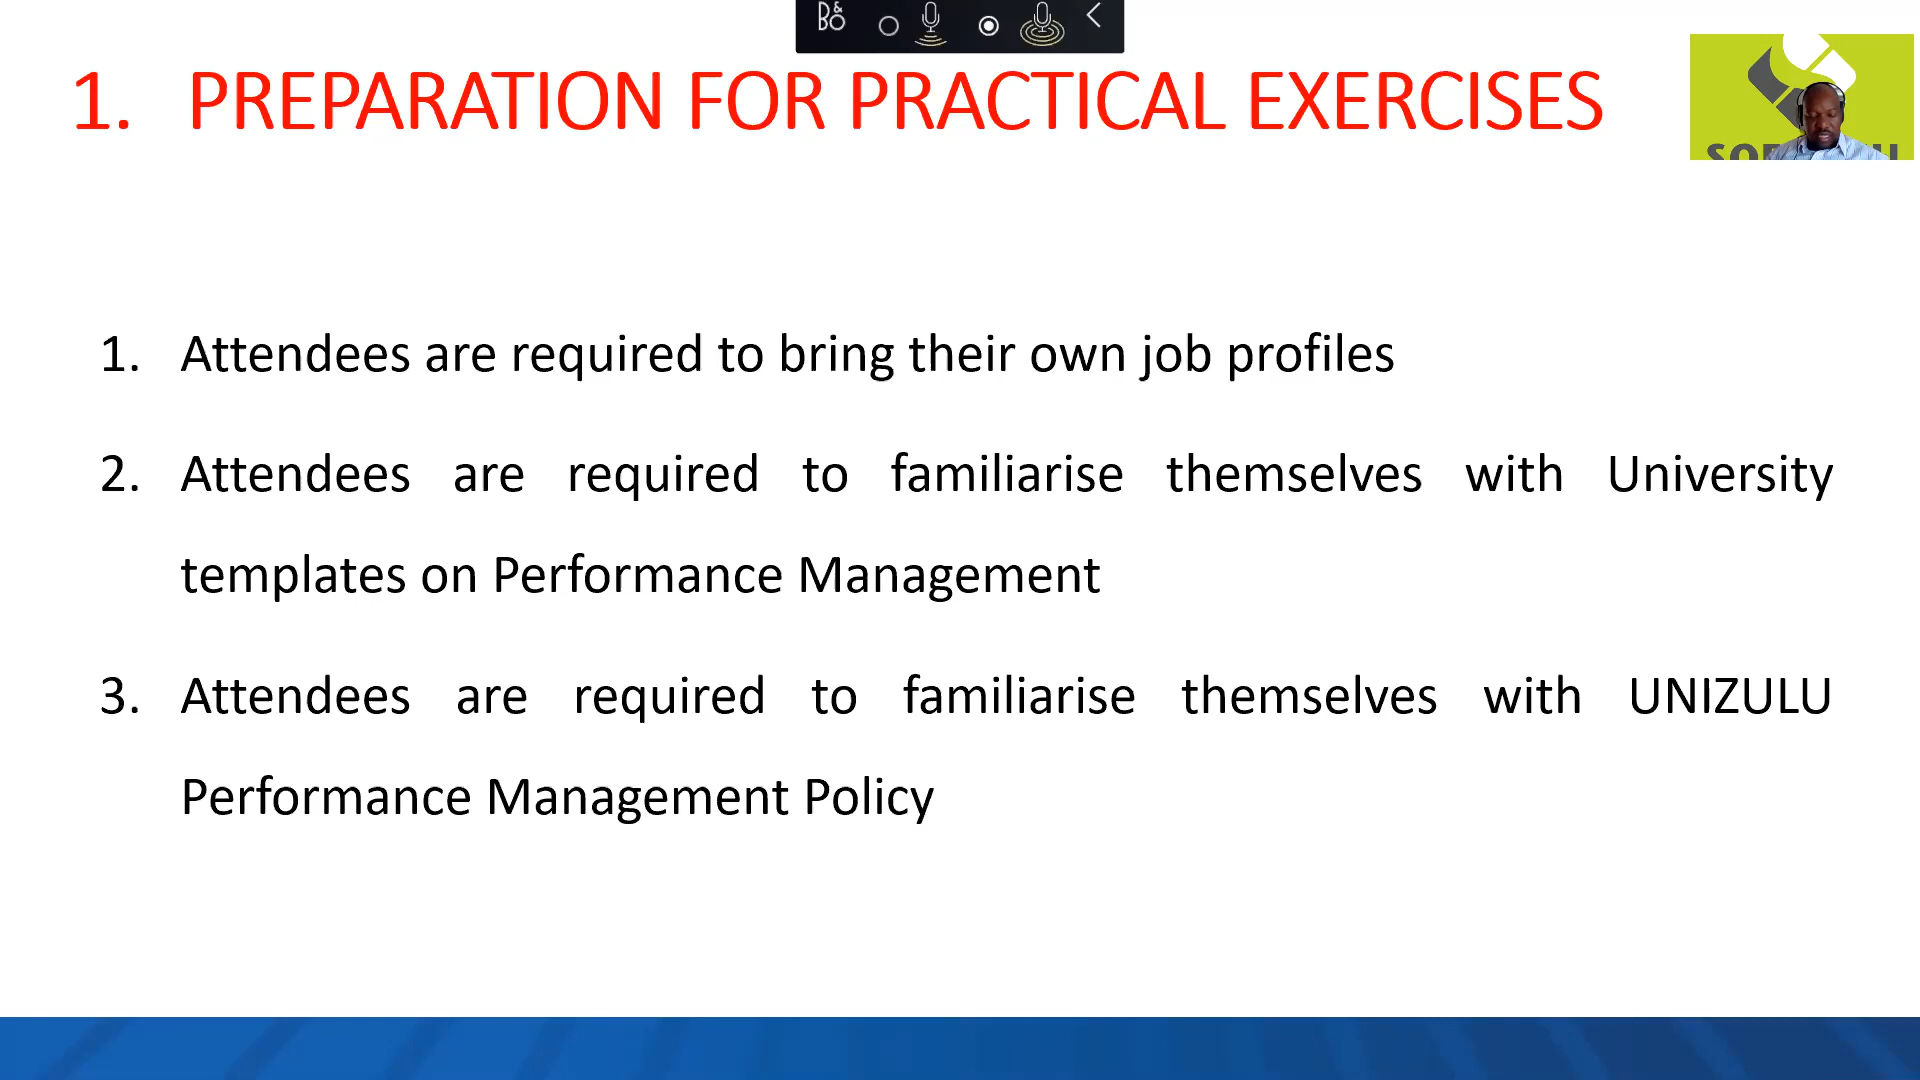 B&O
1. PREPARATION FOR PRACTICAL EXERCISES
1. Attendees are required to bring their own job profiles
2. Attendees are required to familiarise themselves with University
templates on Performance Management
3. Attendees are required to familiarise themselves with UNIZULU
Performance Management Policy